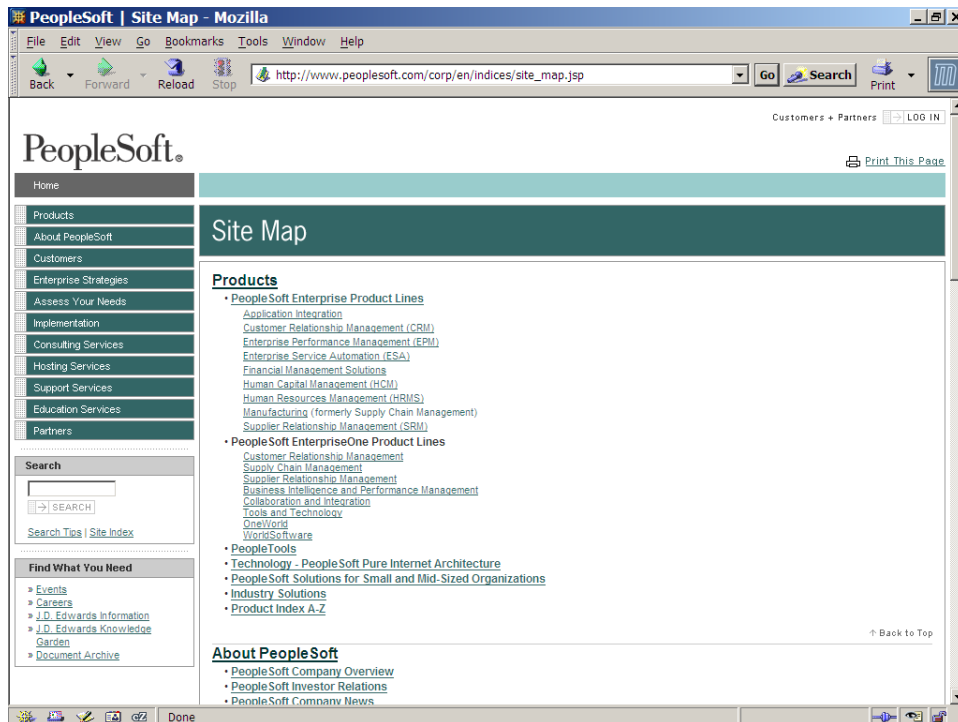 PeopleSoft | Site Map - Mozilla
File Edit View Go Bookmarks Tools Window Help
Back Forward Reload Stop http://www.peoplesoft.com/corp/en/indices/site_map.jsp Go Search Print
Customers + Partners LOG IN
PeopleSoft®
Print This Page
Home
Products
About PeopleSoft
Customers
Enterprise Strategies
Assess Your Needs
Implementation
Consulting Services
Hosting Services
Support Services
Education Services
Partners
Search
SEARCH
Search Tips | Site Index
Find What You Need
» Events
» Careers
» J.D. Edwards Information
» J.D. Edwards Knowledge
Garden
» Document Archive
Site Map
Products
• PeopleSoft Enterprise Product Lines
Application Integration
Customer Relationship Management (CRM)
Enterprise Performance Management (EPM)
Enterprise Service Automation (ESA)
Financial Management Solutions
Human Capital Management (HCM)
Human Resources Management (HRMS)
Manufacturing (formerly Supply Chain Management)
Supplier Relationship Management (SRM)
• PeopleSoft EnterpriseOne Product Lines
Customer Relationship Management
Supply Chain Management
Supplier Relationship Management
Business Intelligence and Performance Management
Collaboration and Integration
Tools and Technology
OneWorld
WorldSoftware
• PeopleTools
• Technology - PeopleSoft Pure Internet Architecture
• PeopleSoft Solutions for Small and Mid-Sized Organizations
• Industry Solutions
• Product Index A-Z
↑ Back to Top
About PeopleSoft
• PeopleSoft Company Overview
• PeopleSoft Investor Relations
• PeopleSoft Company News
Done